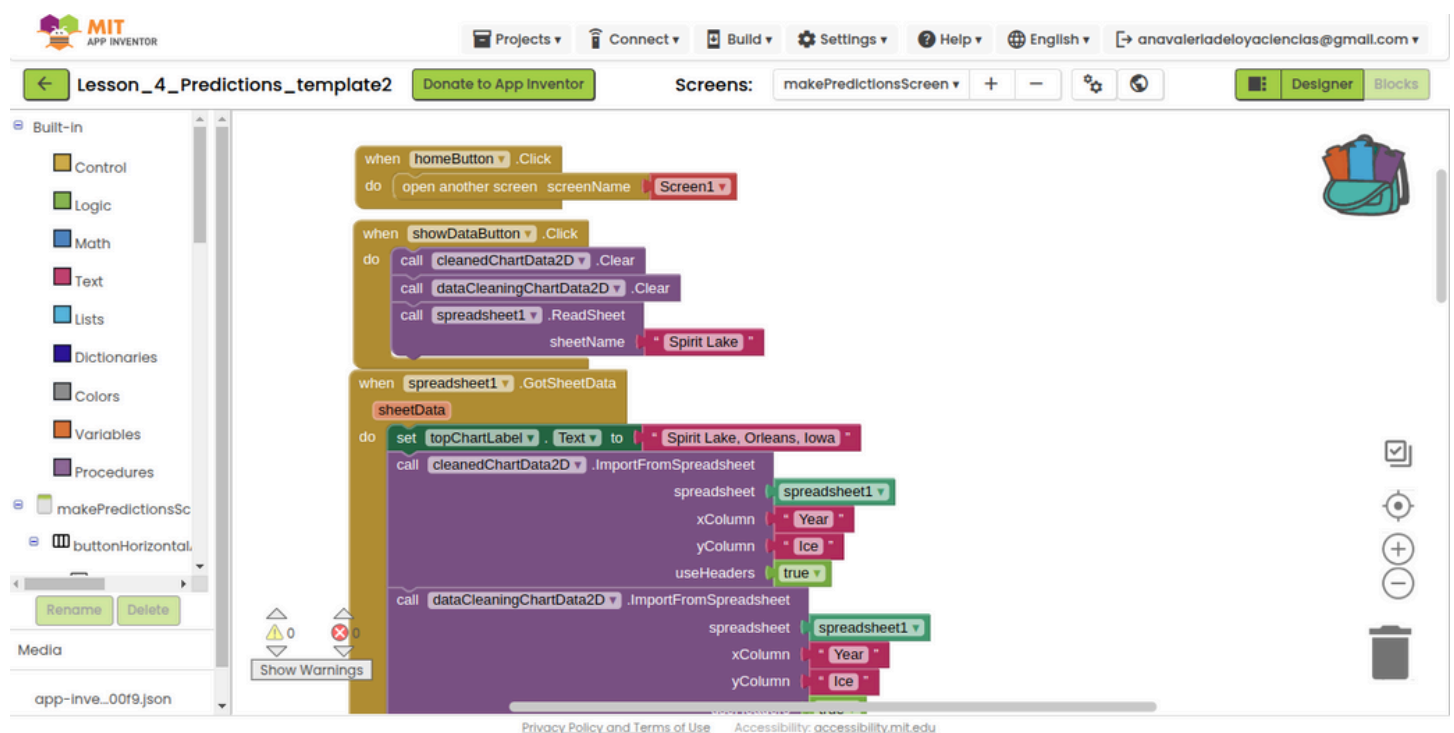 MIT
APP INVENTOR
Projects Connect Build Settings Help English anavaleriadeloyaciencias@gmail.com
Lesson_4_Predictions_template2 Donate to App Inventor Screens: makePredictionsScreen + − Designer Blocks
Built-in
Control
Logic
Math
Text
Lists
Dictionaries
Colors
Variables
Procedures
makePredictionsSc
buttonHorizontal
Rename Delete
Media
app-inve...00f9.json
when homeButton .Click
do open another screen screenName Screen1
when showDataButton .Click
do call cleanedChartData2D .Clear
call dataCleaningChartData2D .Clear
call spreadsheet1 .ReadSheet
sheetName " Spirit Lake "
when spreadsheet1 .GotSheetData
sheetData
do set topChartLabel . Text to " Spirit Lake, Orleans, Iowa "
call cleanedChartData2D .ImportFromSpreadsheet
spreadsheet spreadsheet1
xColumn " Year "
yColumn " Ice "
useHeaders true
call dataCleaningChartData2D .ImportFromSpreadsheet
spreadsheet spreadsheet1
xColumn " Year "
yColumn " Ice "
0 0
Show Warnings
Privacy Policy and Terms of Use Accessibility: accessibility.mit.edu